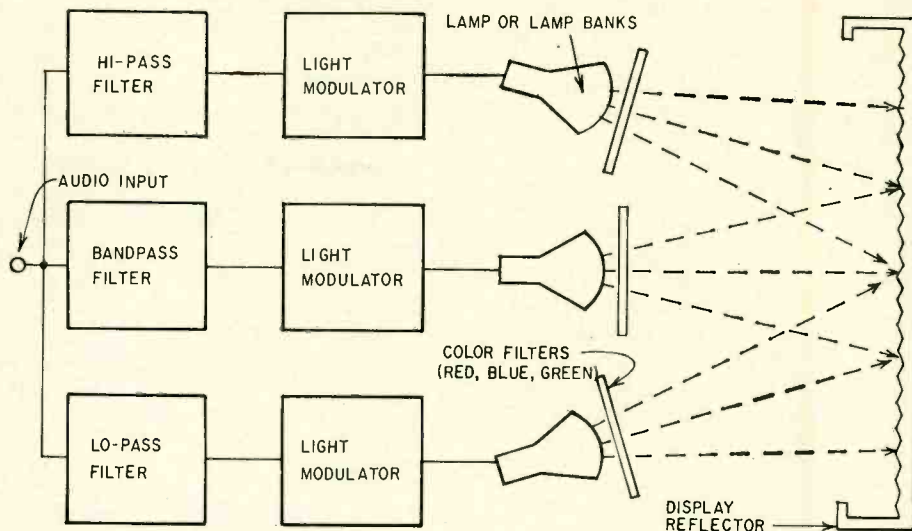 LAMP OR LAMP BANKS
HI-PASS
FILTER
LIGHT
MODULATOR
AUDIO INPUT
BANDPASS
FILTER
LIGHT
MODULATOR
COLOR FILTERS
(RED, BLUE, GREEN)
LO-PASS
FILTER
LIGHT
MODULATOR
DISPLAY
REFLECTOR